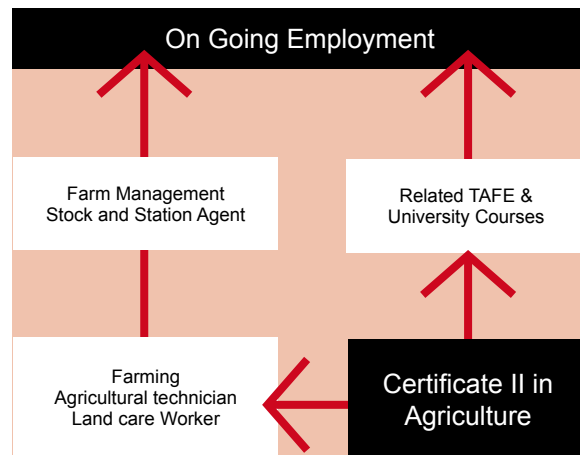 On Going Employment
Farm Management
Stock and Station Agent
Related TAFE &
University Courses
Farming
Agricultural technician
Land care Worker
Certificate II in
Agriculture